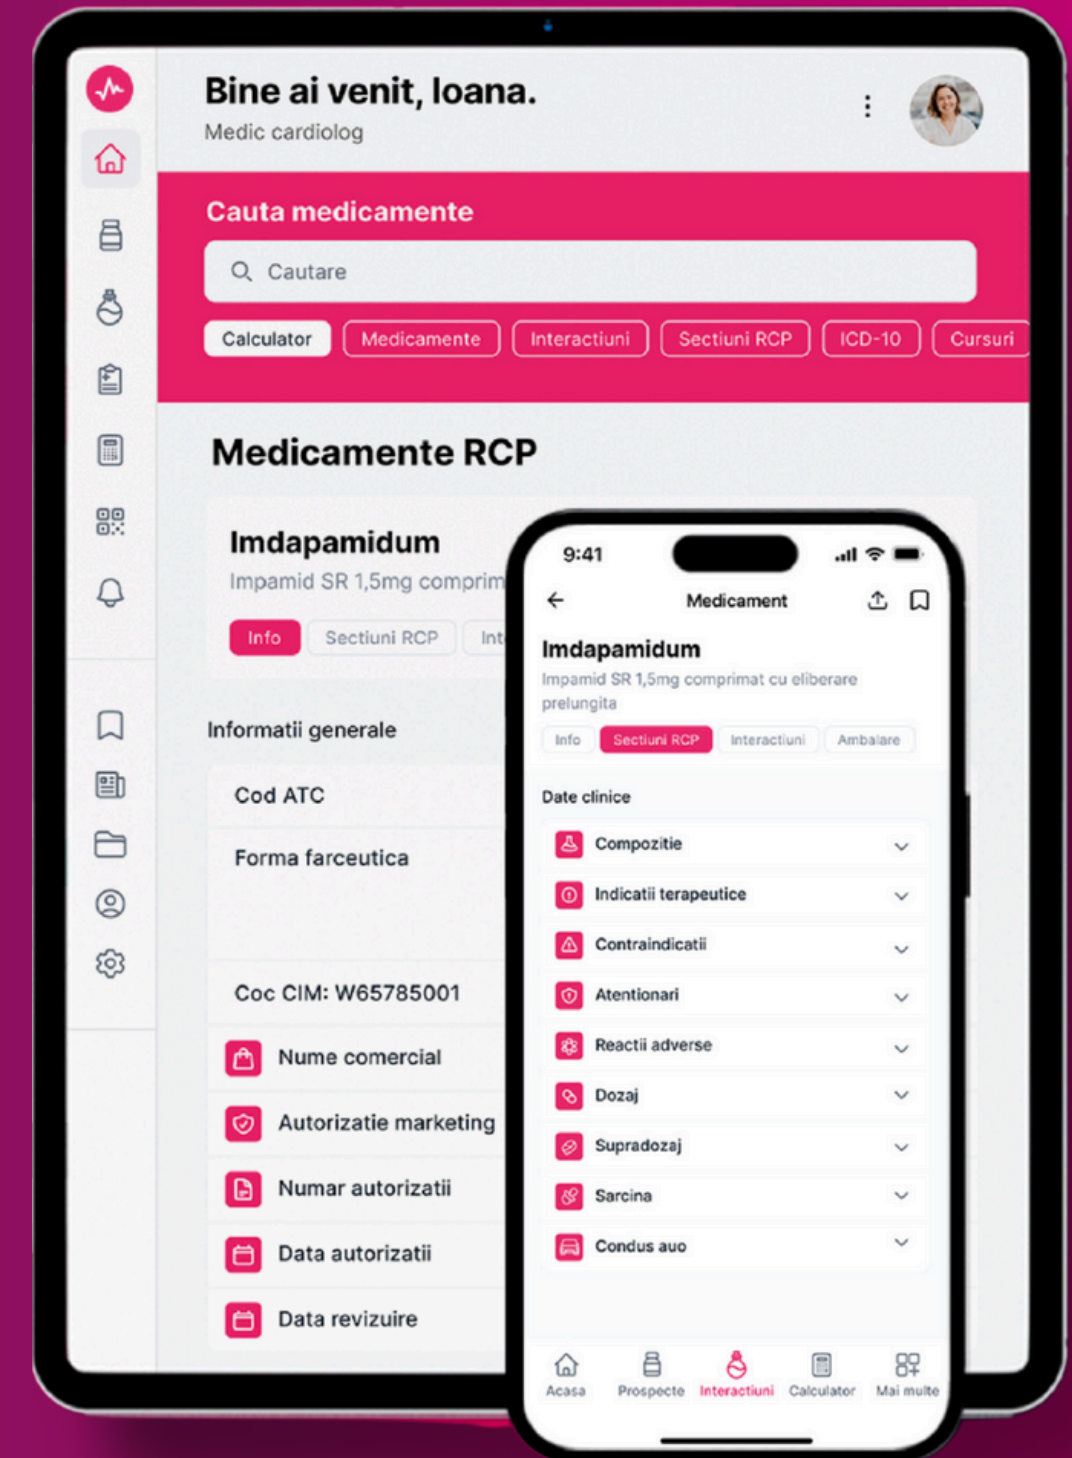 Bine ai venit, Ioana.
Medic cardiolog
Cauta medicamente
Cautare
Calculator Medicamente Interactiuni Sectiuni RCP ICD-10 Cursuri
Medicamente RCP
Imdapamidum
Impamid SR 1,5mg comprim
Info Sectiuni RCP Int
Informatii generale
Cod ATC
Forma farceutica
Coc CIM: W65785001
Nume comercial
Autorizatie marketing
Numar autorizatii
Data autorizatii
Data revizuire
9:41
Medicament
Imdapamidum
Impamid SR 1,5mg comprimat cu eliberare
prelungita
Info Sectiuni RCP Interactiuni Ambalare
Date clinice
Compozitie
Indicatii terapeutice
Contraindicatii
Atentionari
Reactii adverse
Dozaj
Supradozaj
Sarcina
Condus auo
Acasa Prospecte Interactiuni Calculator Mai multe